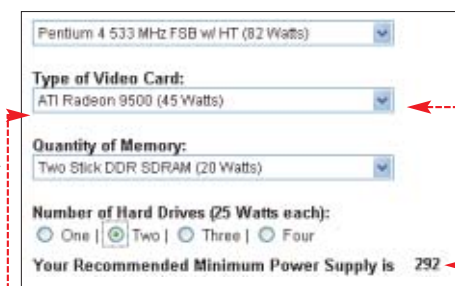 Pentium 4 533 MHz FSB w/ HT (82 Watts)
Type of Video Card:
ATI Radeon 9500 (45 Watts)
Quantity of Memory:
Two Stick DDR SDRAM (20 Watts)
Number of Hard Drives (25 Watts each):
One | Two | Three | Four
Your Recommended Minimum Power Supply is 292